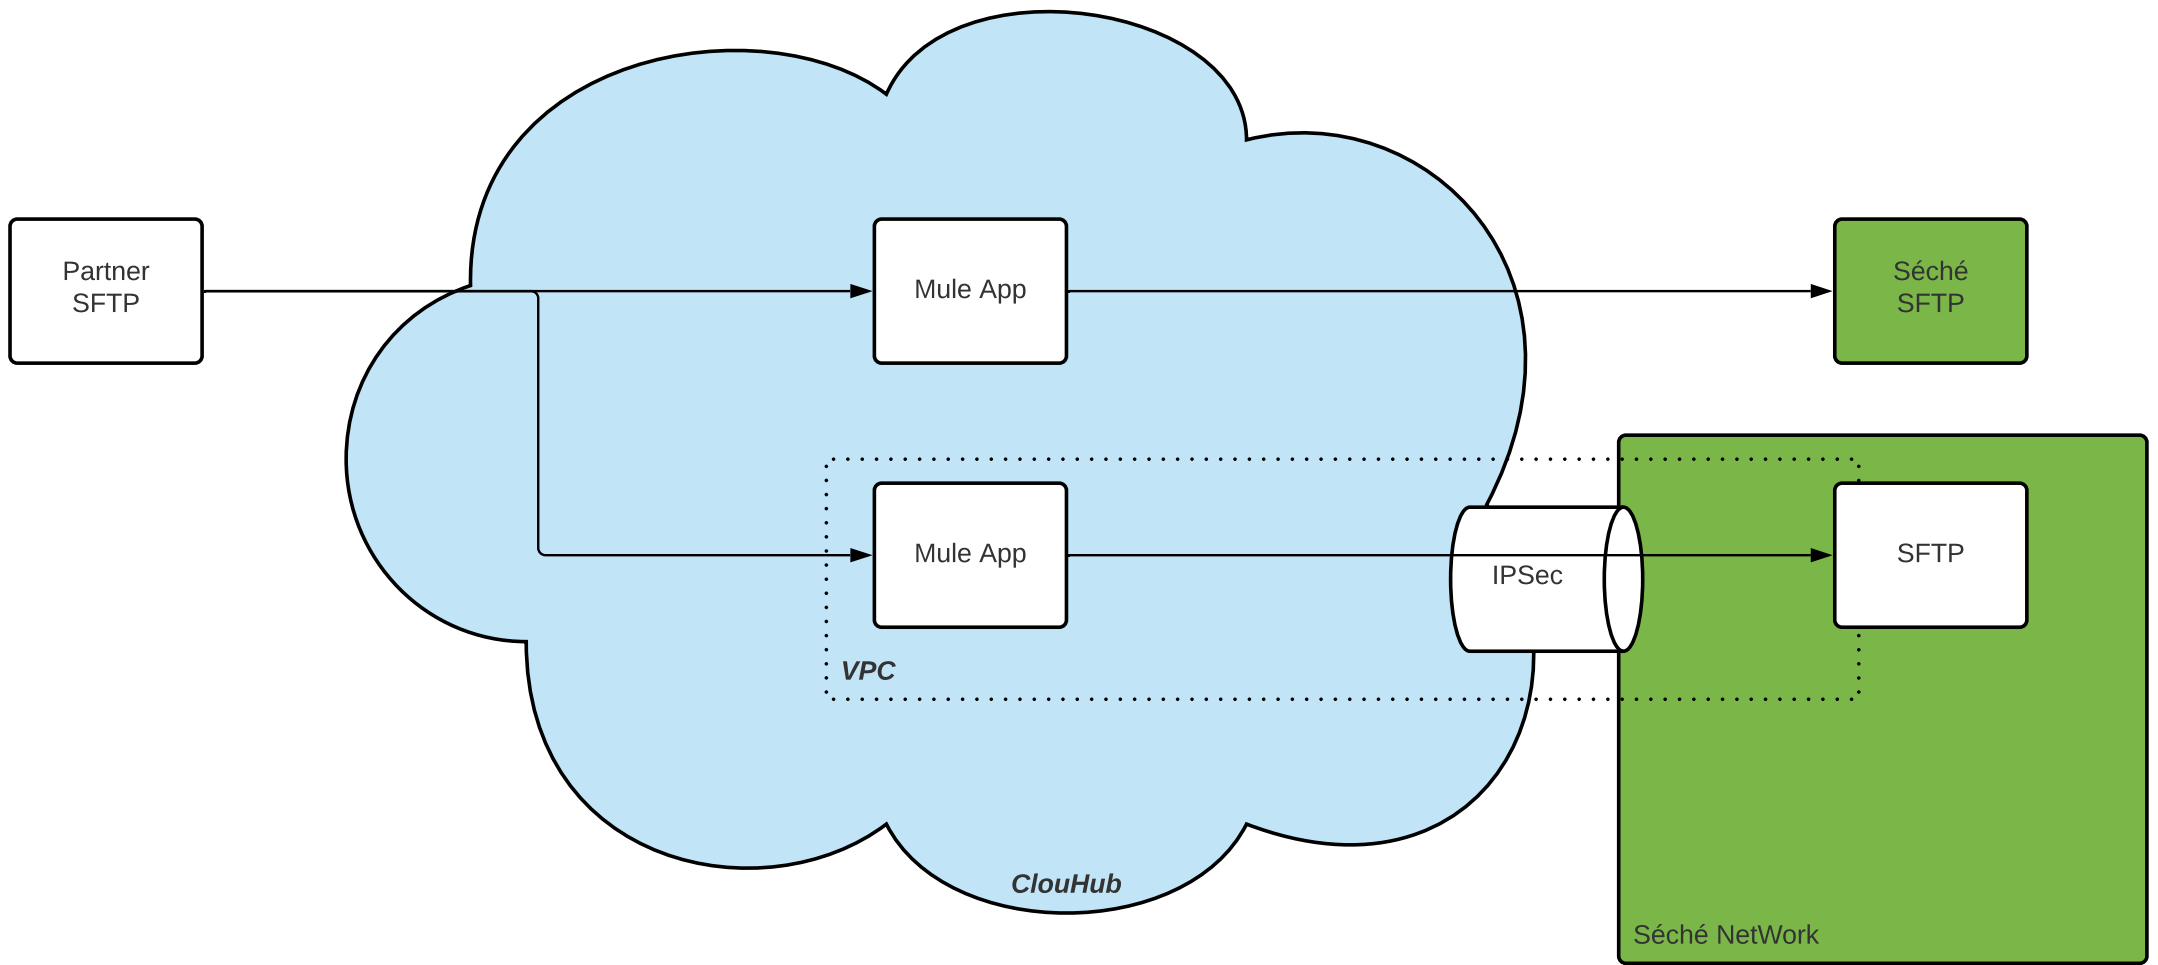 Partner
SFTP
Mule App
Séché
SFTP
Mule App
IPSec
SFTP
VPC
ClouHub
Séché NetWork